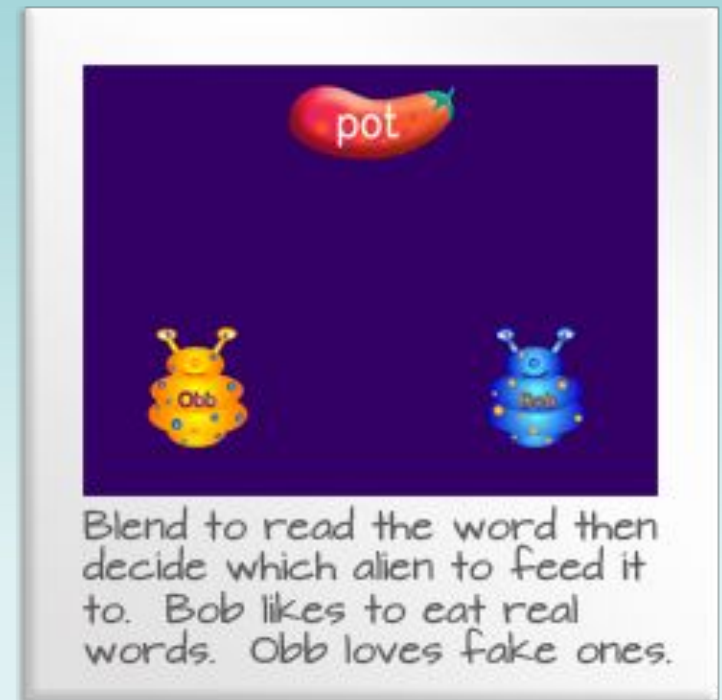 pot
Obb
Bob
Blend to read the word then
decide which alien to feed it
to. Bob likes to eat real
words. Obb loves fake ones.